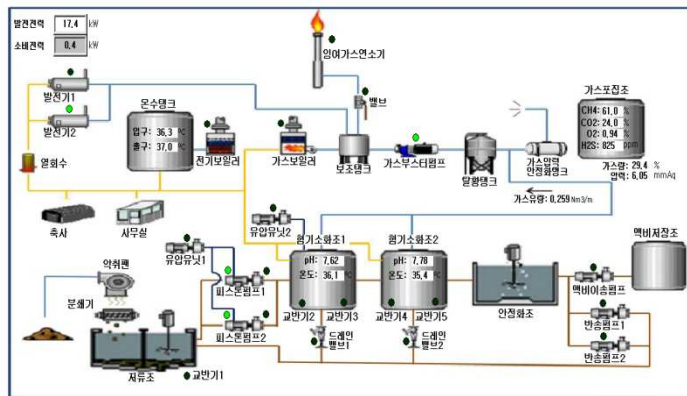 발전전력 17.4 kW
소비전력 0.4 kW
잉여가스연소기
밸브
발전기1
발전기2
온수탱크
입구: 36.3 ℃
출구: 37.0 ℃
전기보일러
가스보일러
보조탱크
가스부스터펌프
탈황탱크
가스압력
안정화탱크
가스포집조
CH4: 61.0 %
CO2: 24.0 %
O2: 0.94 %
H2S: 825 ppm
가스량: 29.4 %
압력: 6.05 mmAq
가스유량: 0.259 Nm3/m
열회수
축사
사무실
유압유닛2
유압유닛1
혐기소화조1
pH: 7.62
온도: 36.1 ℃
교반기2 교반기3
혐기소화조2
pH: 7.78
온도: 35.4 ℃
교반기4 교반기5
액비저장조
악취팬
분쇄기
피스톤펌프1
피스톤펌프2
드레인
밸브1
드레인
밸브2
안정화조
액비이송펌프
반송펌프1
반송펌프2
저류조
교반기1